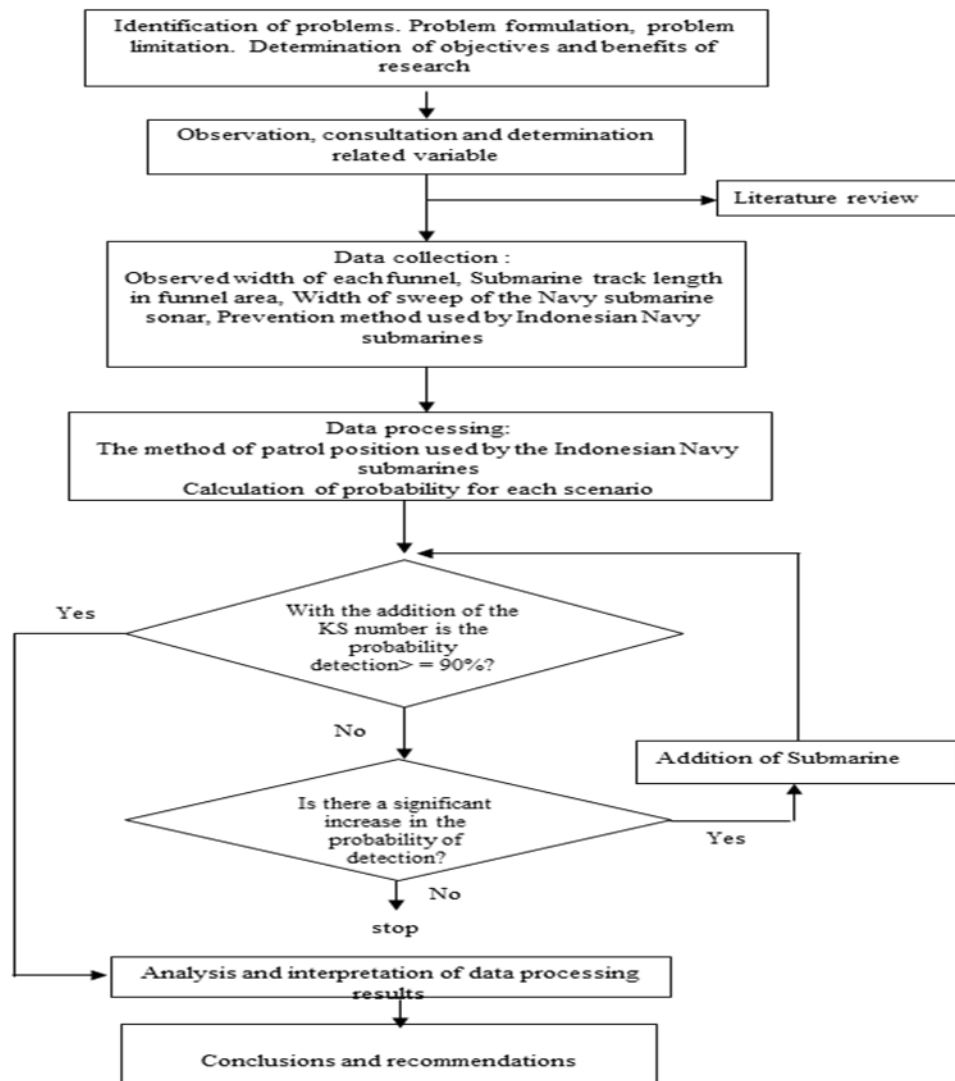 Identification of problems. Problem formulation, problem
limitation. Determination of objectives and benefits of
research
Observation, consultation and determination
related variable
Literature review
Data collection :
Observed width of each funnel, Submarine track length
in funnel area, Width of sweep of the Navy submarine
sonar, Prevention method used by Indonesian Navy
submarines
Data processing:
The method of patrol position used by the Indonesian Navy
submarines
Calculation of probability for each scenario
Yes
With the addition of the
KS number is the
probability
detection> = 90%?
No
Addition of Submarine
Is there a significant
increase in the
probability of
detection?
Yes
No
stop
Analysis and interpretation of data processing
results
Conclusions and recommendations